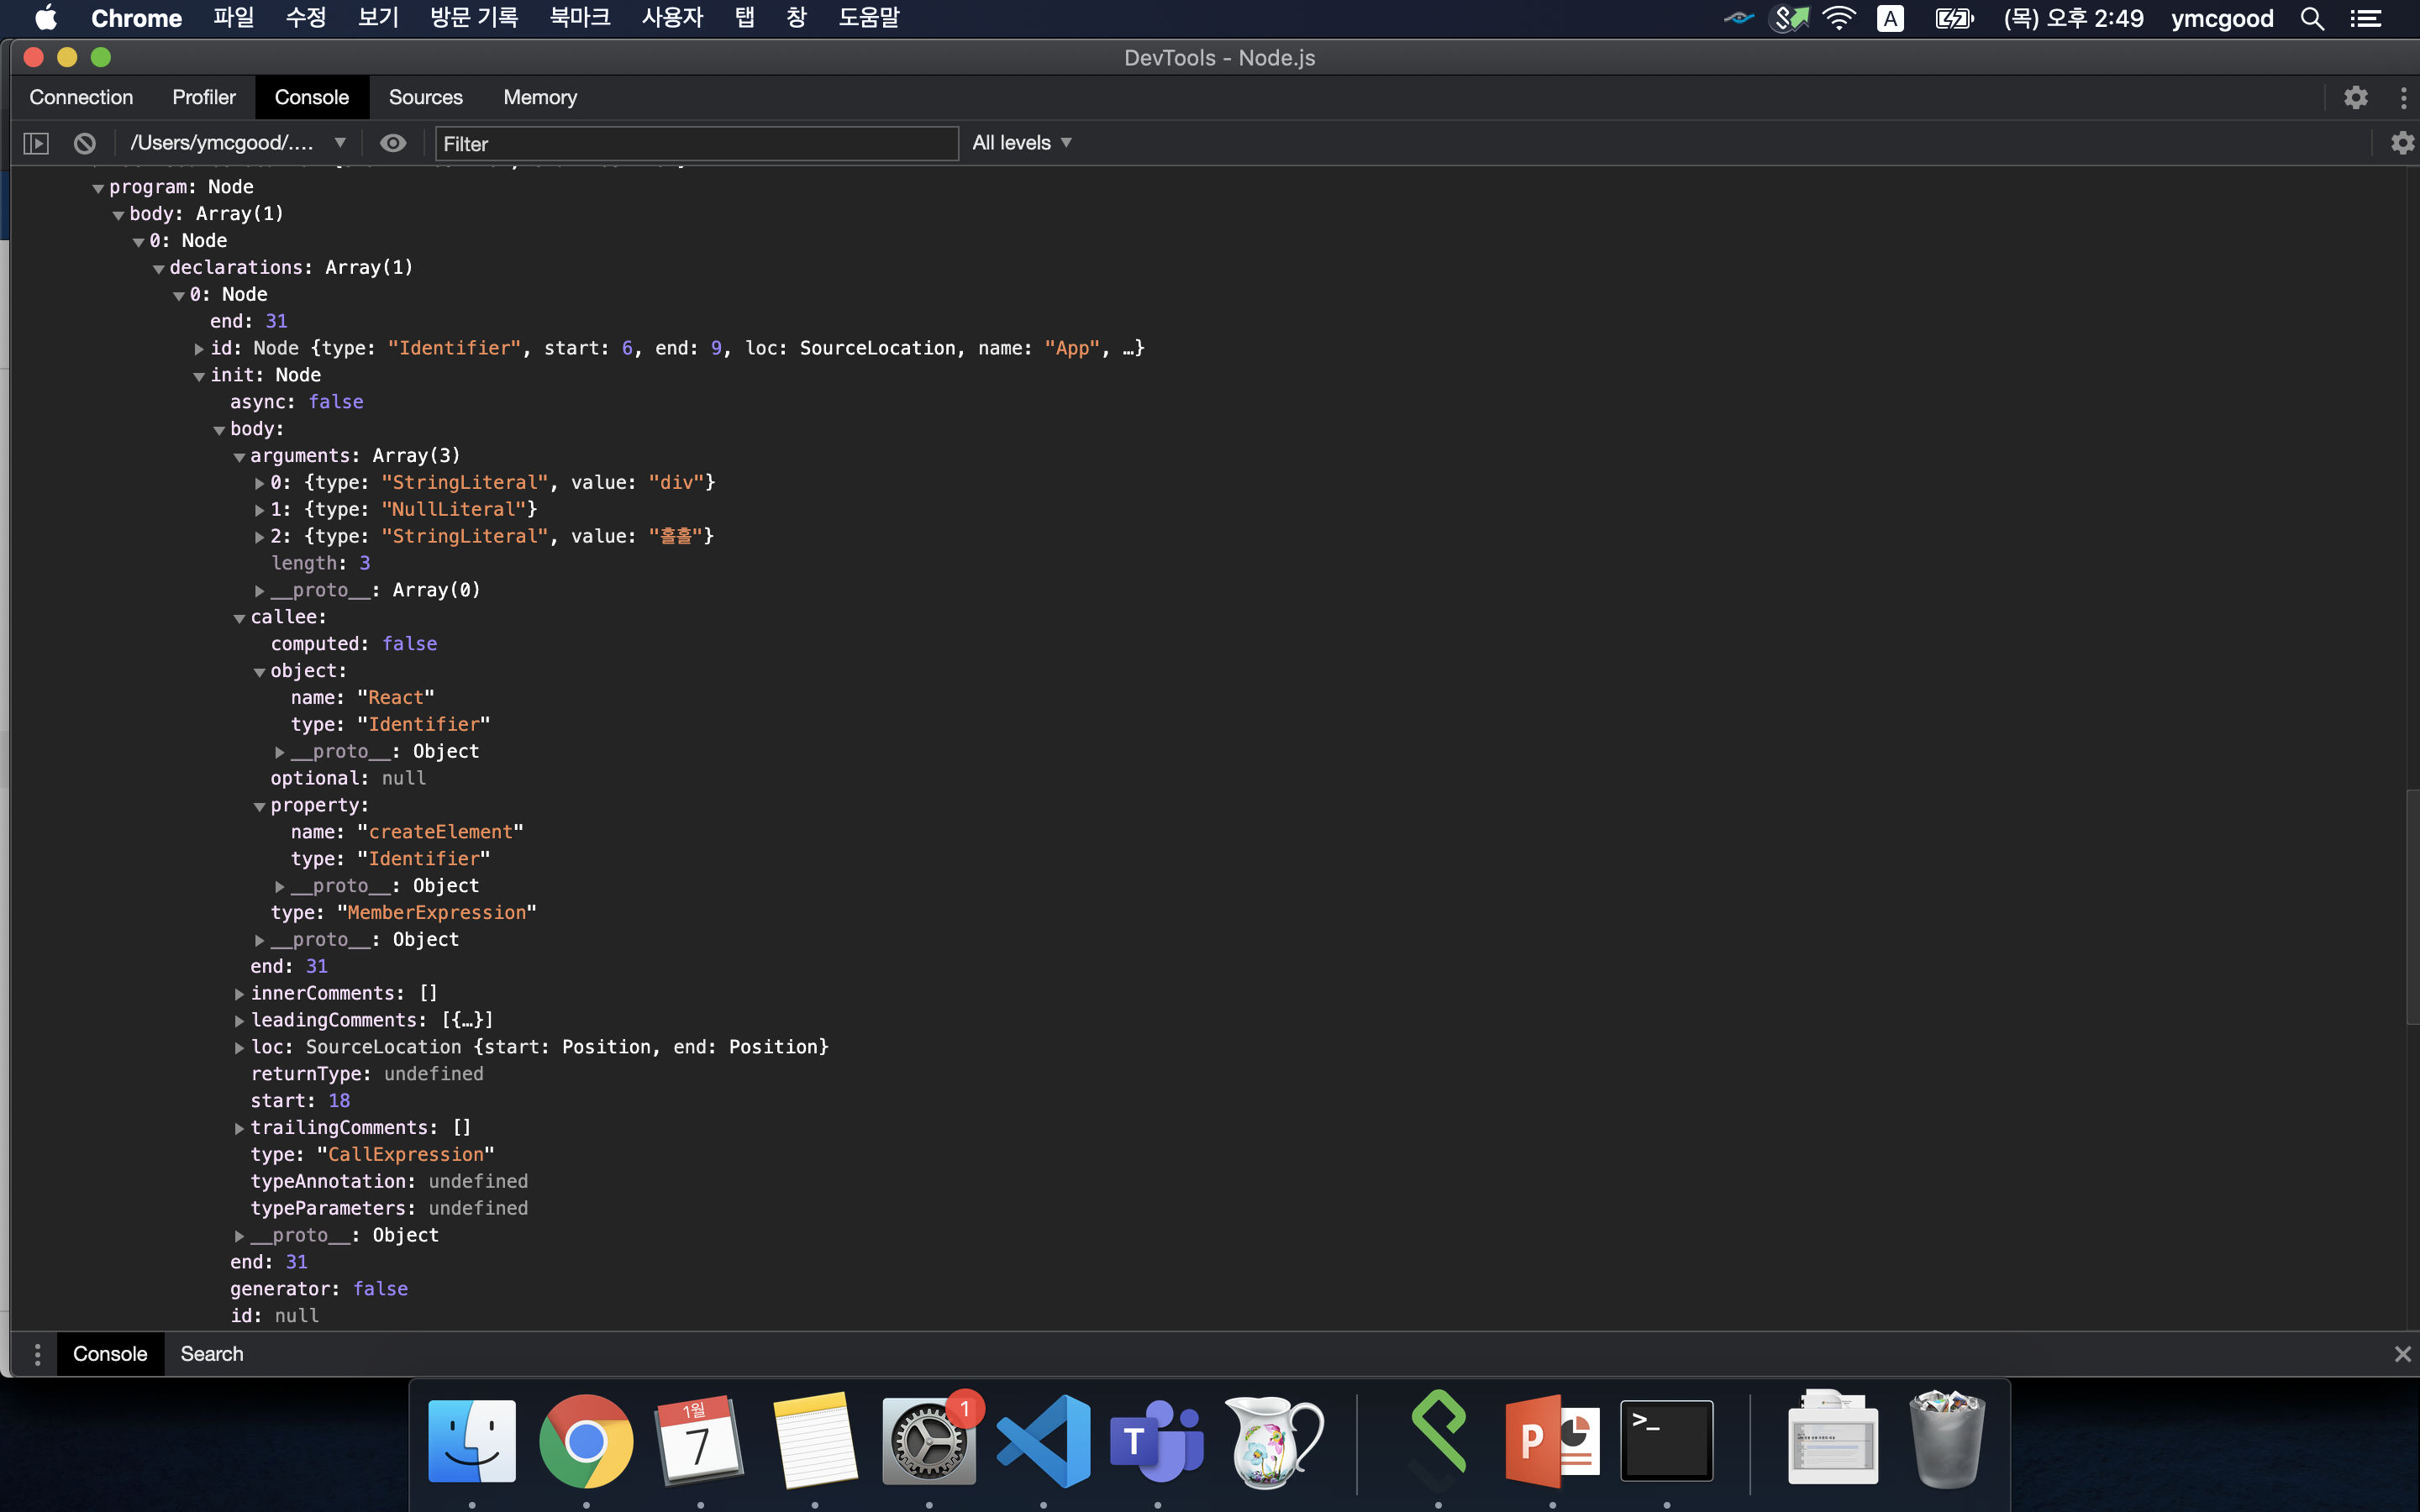 Chrome 파일 수정 보기 방문 기록 북마크 사용자 탭 창 도움말 A (목) 오후 2:49 ymcgood
DevTools - Node.js
Connection Profiler Console Sources Memory
/Users/ymcgood/.... Filter All levels
program: Node
body: Array(1)
0: Node
declarations: Array(1)
0: Node
end: 31
id: Node {type: "Identifier", start: 6, end: 9, loc: SourceLocation, name: "App", …}
init: Node
async: false
body:
arguments: Array(3)
0: {type: "StringLiteral", value: "div"}
1: {type: "NullLiteral"}
2: {type: "StringLiteral", value: "홀홀"}
length: 3
__proto__: Array(0)
callee:
computed: false
object:
name: "React"
type: "Identifier"
__proto__: Object
optional: null
property:
name: "createElement"
type: "Identifier"
__proto__: Object
type: "MemberExpression"
__proto__: Object
end: 31
innerComments: []
leadingComments: [{…}]
loc: SourceLocation {start: Position, end: Position}
returnType: undefined
start: 18
trailingComments: []
type: "CallExpression"
typeAnnotation: undefined
typeParameters: undefined
__proto__: Object
end: 31
generator: false
id: null
Console Search
1월
7
1
T
P
>_